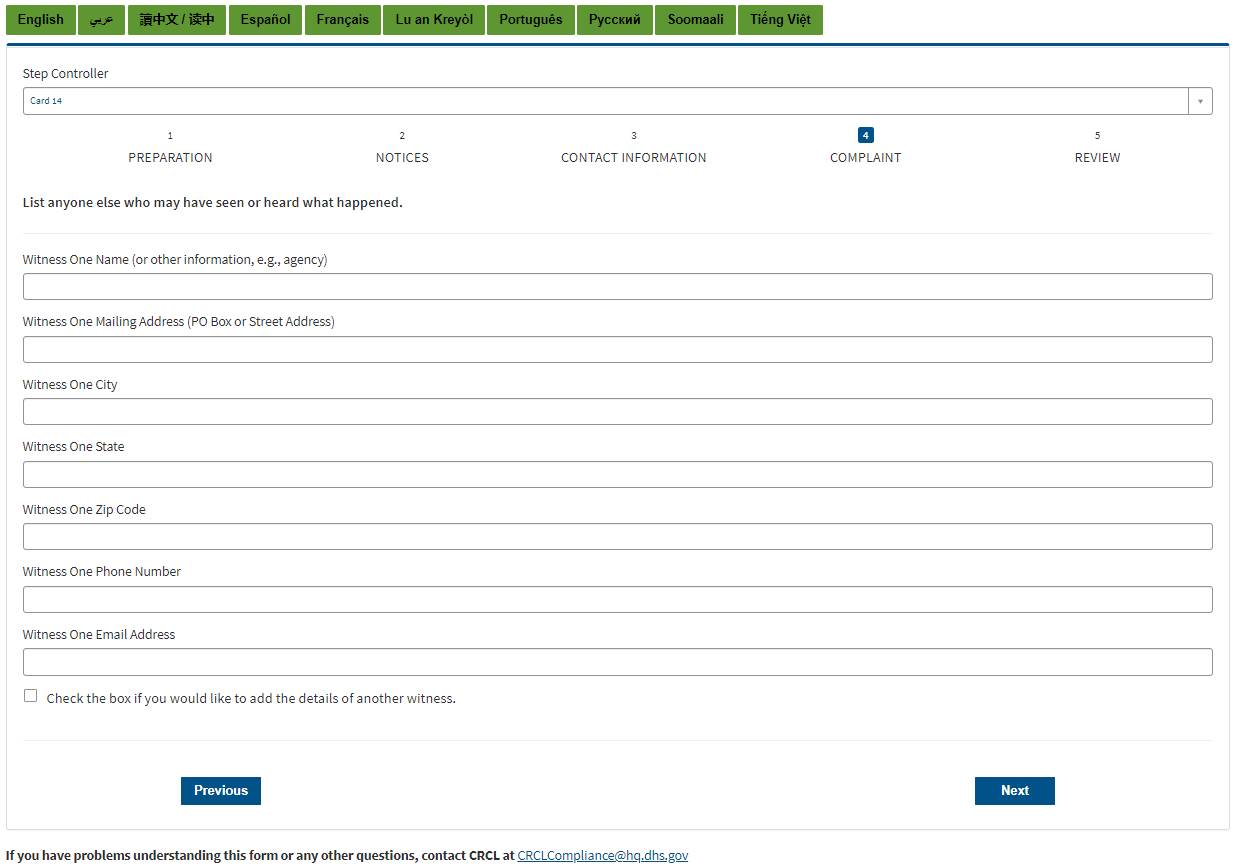 English عربي 讀中文 / 读中 Español Français Lu an Kreyòl Português Русский Soomaali Tiếng Việt
Step Controller
Card 14
1 2 3 4 5
PREPARATION NOTICES CONTACT INFORMATION COMPLAINT REVIEW
List anyone else who may have seen or heard what happened.
Witness One Name (or other information, e.g., agency)
Witness One Mailing Address (PO Box or Street Address)
Witness One City
Witness One State
Witness One Zip Code
Witness One Phone Number
Witness One Email Address
Check the box if you would like to add the details of another witness.
Previous Next
If you have problems understanding this form or any other questions, contact CRCL at CRCLCompliance@hq.dhs.gov